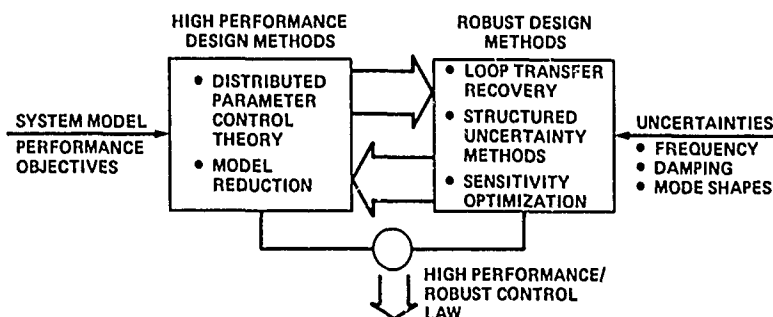 HIGH PERFORMANCE
DESIGN METHODS
ROBUST DESIGN
METHODS
SYSTEM MODEL
PERFORMANCE
OBJECTIVES
• DISTRIBUTED
PARAMETER
CONTROL
THEORY
• MODEL
REDUCTION
• LOOP TRANSFER
RECOVERY
• STRUCTURED
UNCERTAINTY
METHODS
• SENSITIVITY
OPTIMIZATION
UNCERTAINTIES
• FREQUENCY
• DAMPING
• MODE SHAPES
HIGH PERFORMANCE/
ROBUST CONTROL
LAW